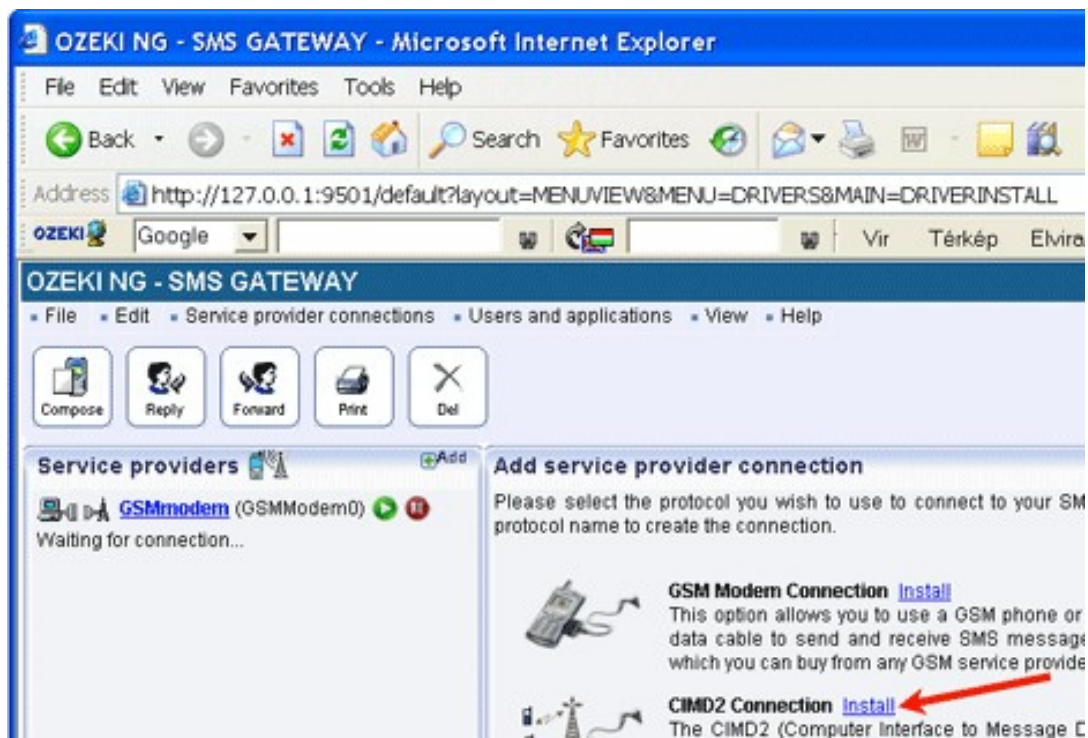 OZEKI NG - SMS GATEWAY - Microsoft Internet Explorer
File Edit View Favorites Tools Help
Back Search Favorites
Address http://127.0.0.1:9501/default?layout=MENUVIEW&MENU=DRIVERS&MAIN=DRIVERINSTALL
OZEKI Google Vir Térkép Elvira
OZEKI NG - SMS GATEWAY
File Edit Service provider connections Users and applications View Help
Compose Reply Forward Print Del
Service providers Add
GSMmodem (GSMModem0)
Waiting for connection...
Add service provider connection
Please select the protocol you wish to use to connect to your SM
protocol name to create the connection.
GSM Modem Connection Install
This option allows you to use a GSM phone or
data cable to send and receive SMS message
which you can buy from any GSM service provide
CIMD2 Connection Install
The CIMD2 (Computer Interface to Message D